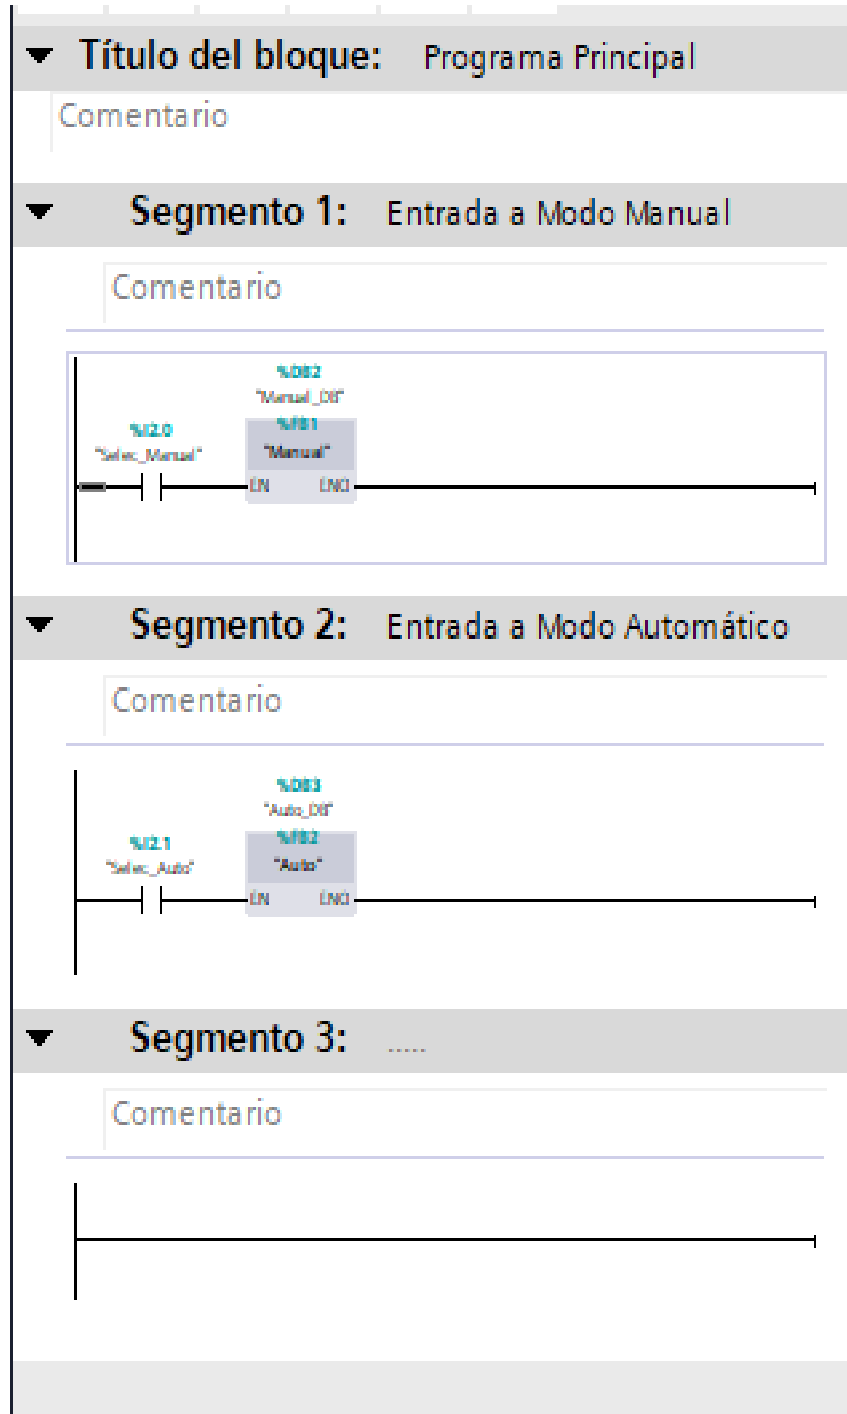 Título del bloque: Programa Principal
Comentario
Segmento 1: Entrada a Modo Manual
Comentario
%DB2
"Manual_DB"
%FB1
"Manual"
%I2.0
"Selec_Manual"
EN ENO
Segmento 2: Entrada a Modo Automático
Comentario
%DB3
"Auto_DB"
%FB2
"Auto"
%I2.1
"Selec_Auto"
EN ENO
Segmento 3: .....
Comentario